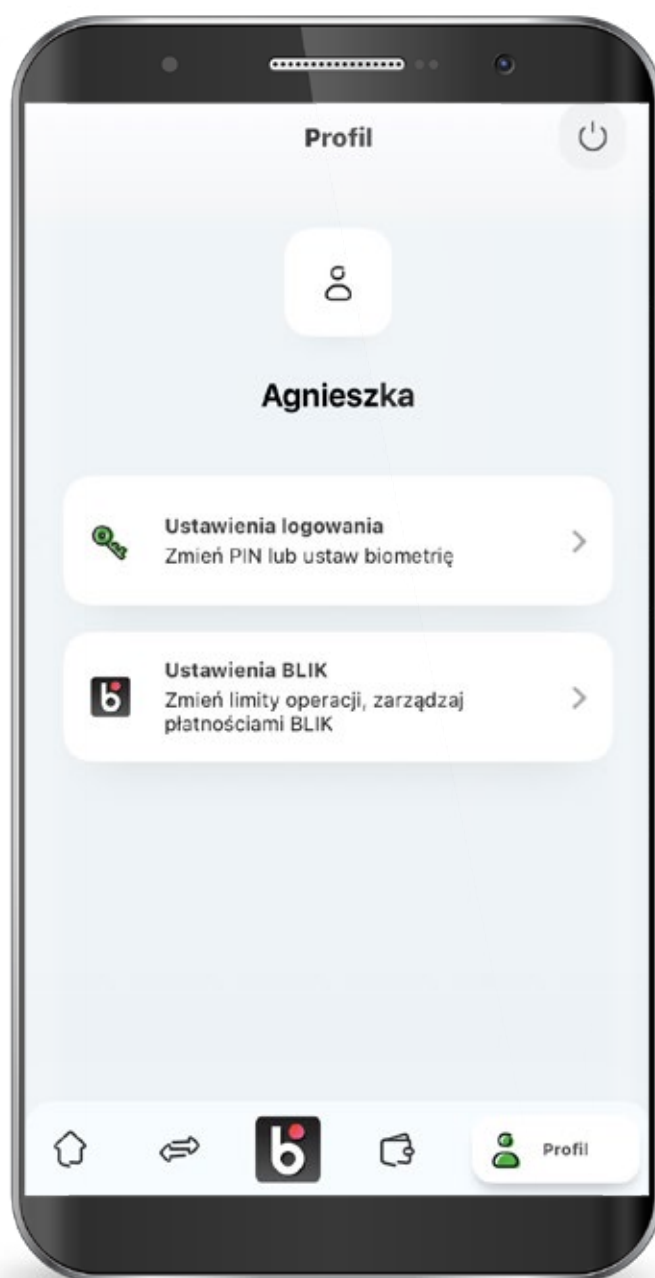 Profil
Agnieszka
Ustawienia logowania
Zmień PIN lub ustaw biometrię
Ustawienia BLIK
Zmień limity operacji, zarządzaj
płatnościami BLIK
Profil